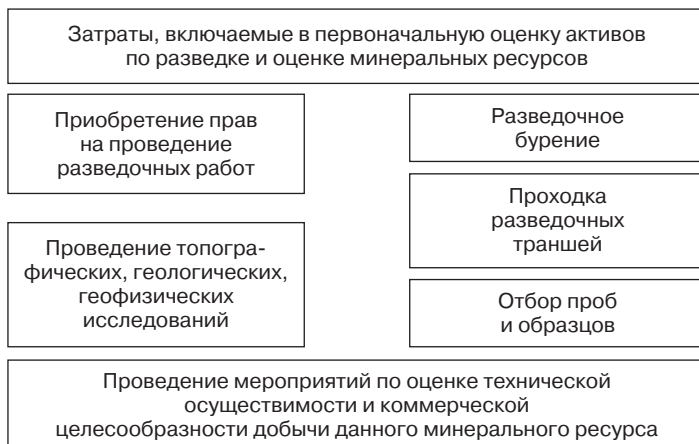 Затраты, включаемые в первоначальную оценку активов
по разведке и оценке минеральных ресурсов
Приобретение прав
на проведение
разведочных работ
Проведение топогра-
фических, геологических,
геофизических
исследований
Разведочное
бурение
Проходка
разведочных
траншей
Отбор проб
и образцов
Проведение мероприятий по оценке технической
осуществимости и коммерческой
целесообразности добычи данного минерального ресурса